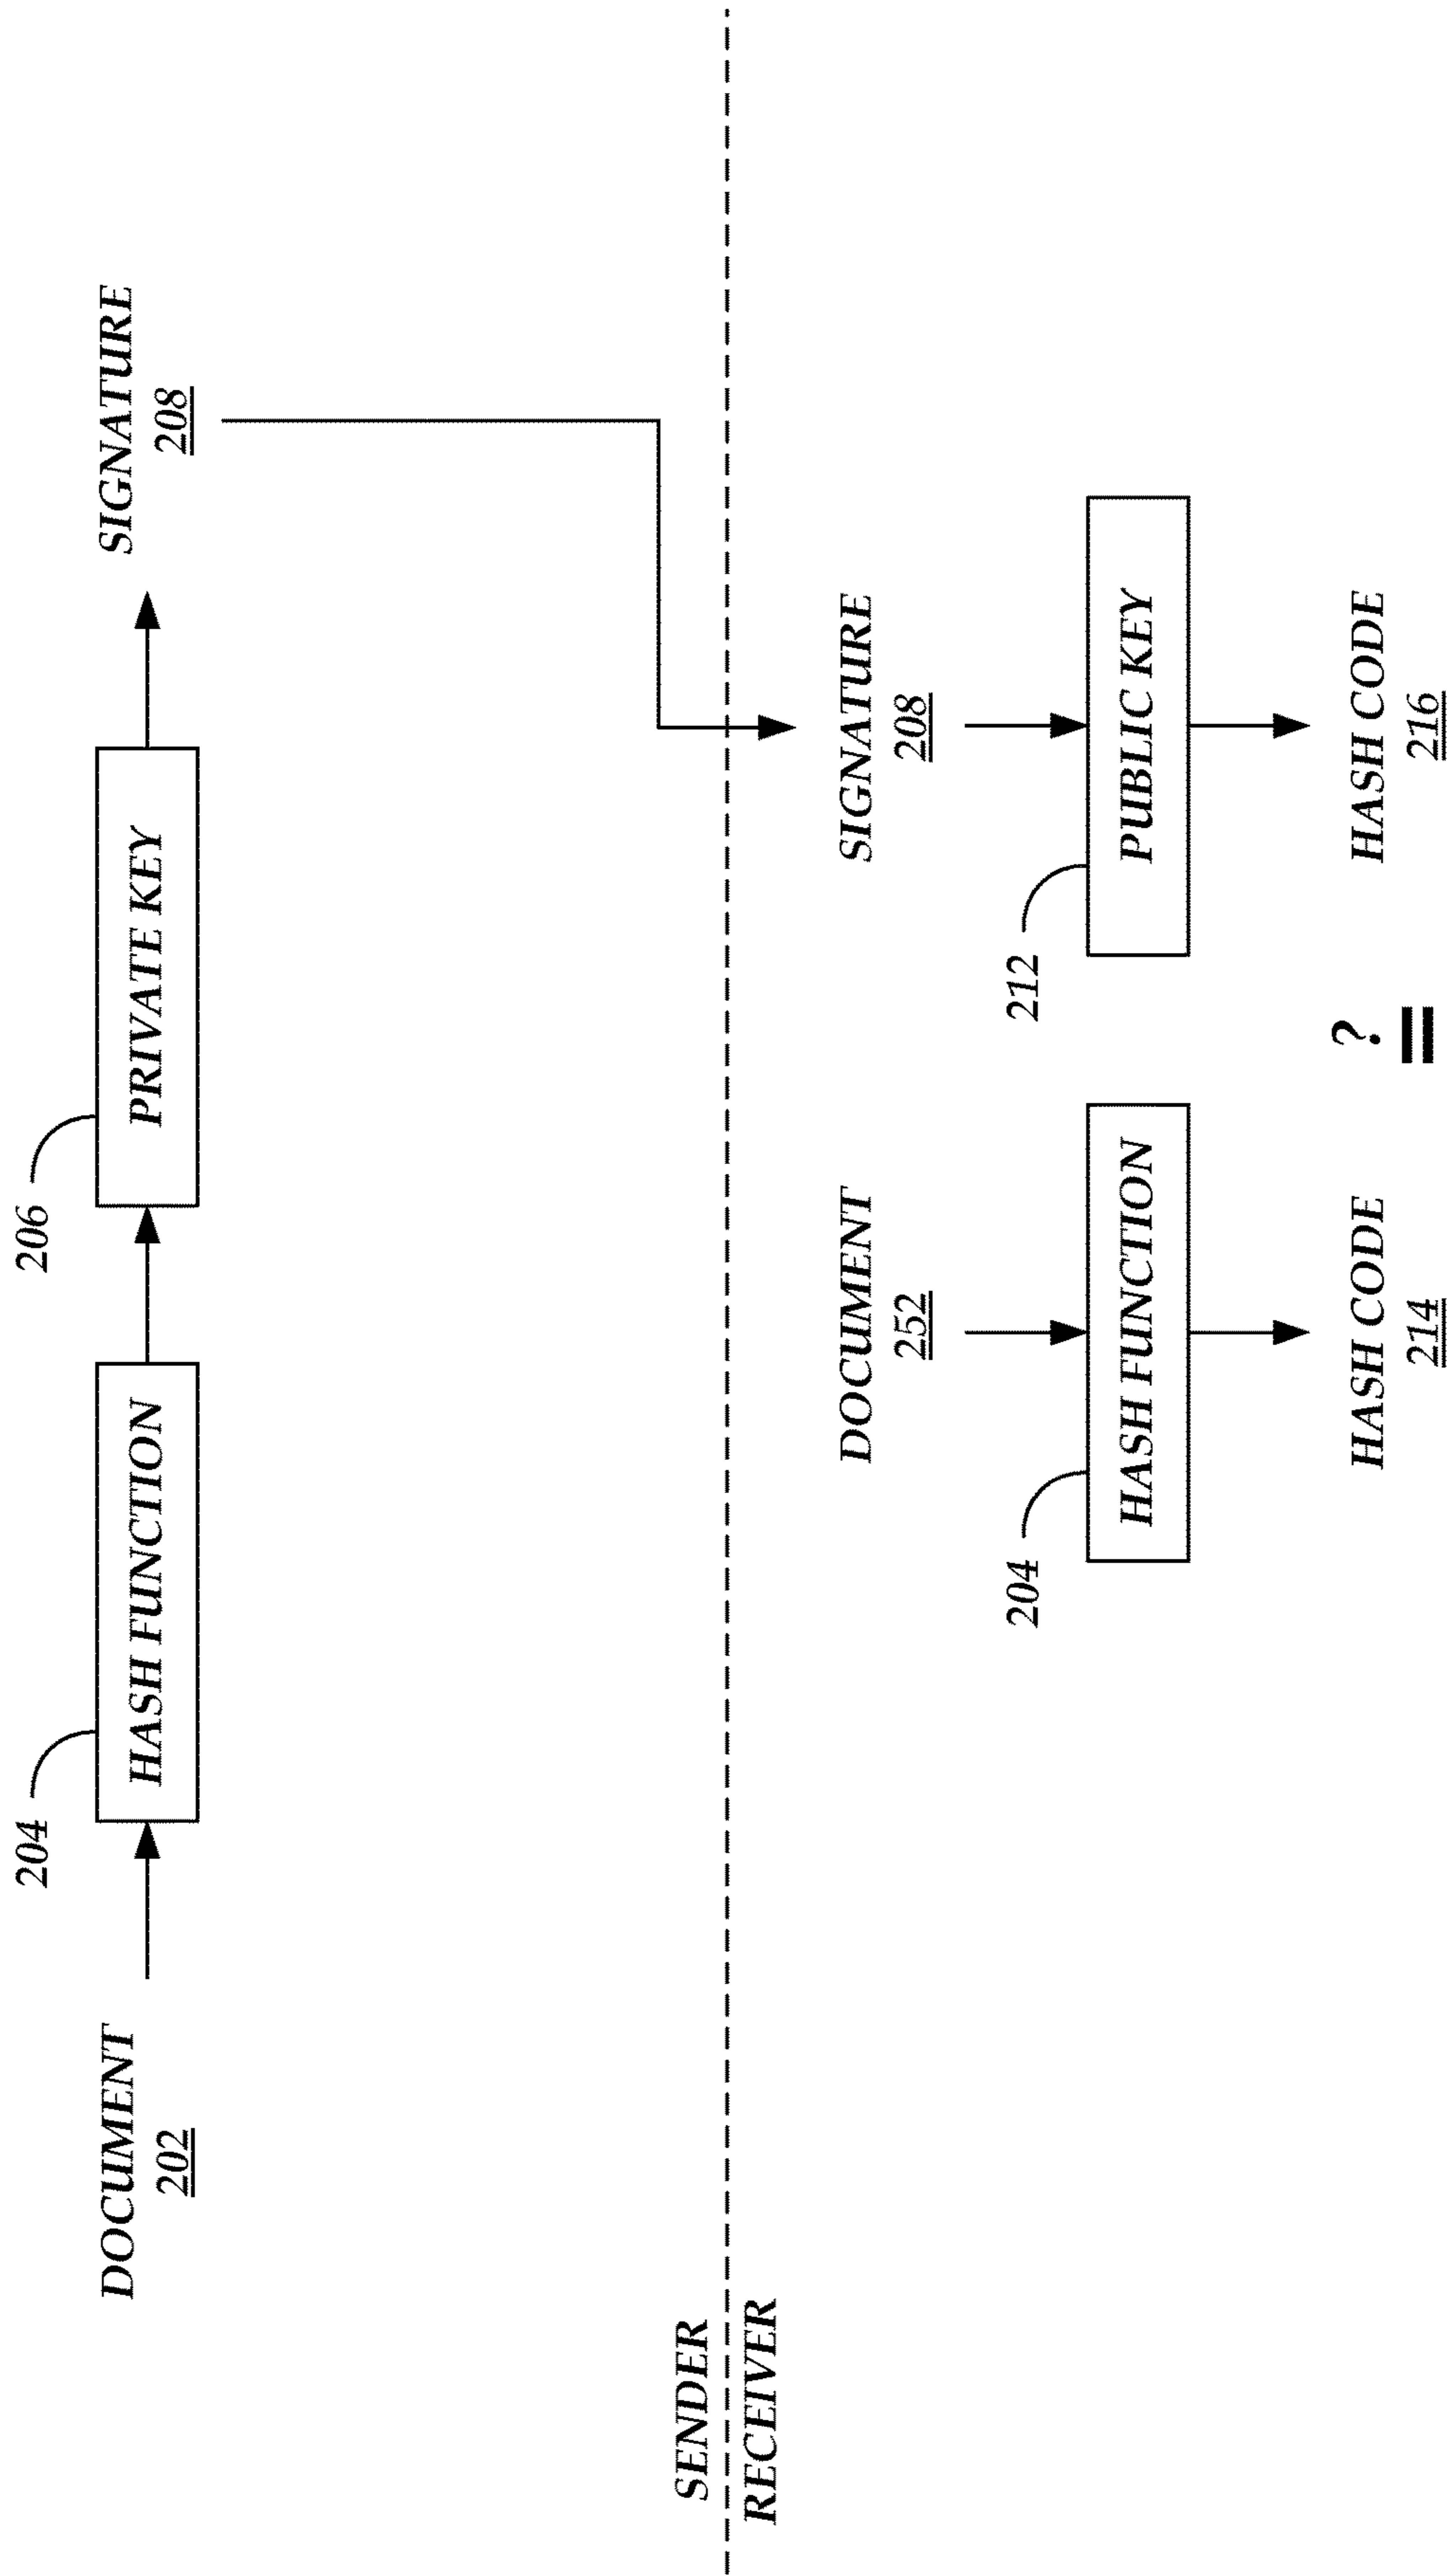 204
206
DOCUMENT
202
HASH FUNCTION
PRIVATE KEY
SIGNATURE
208
SENDER
RECEIVER
DOCUMENT
252
SIGNATURE
208
204
HASH FUNCTION
212
PUBLIC KEY
HASH CODE
214
?
=
HASH CODE
216